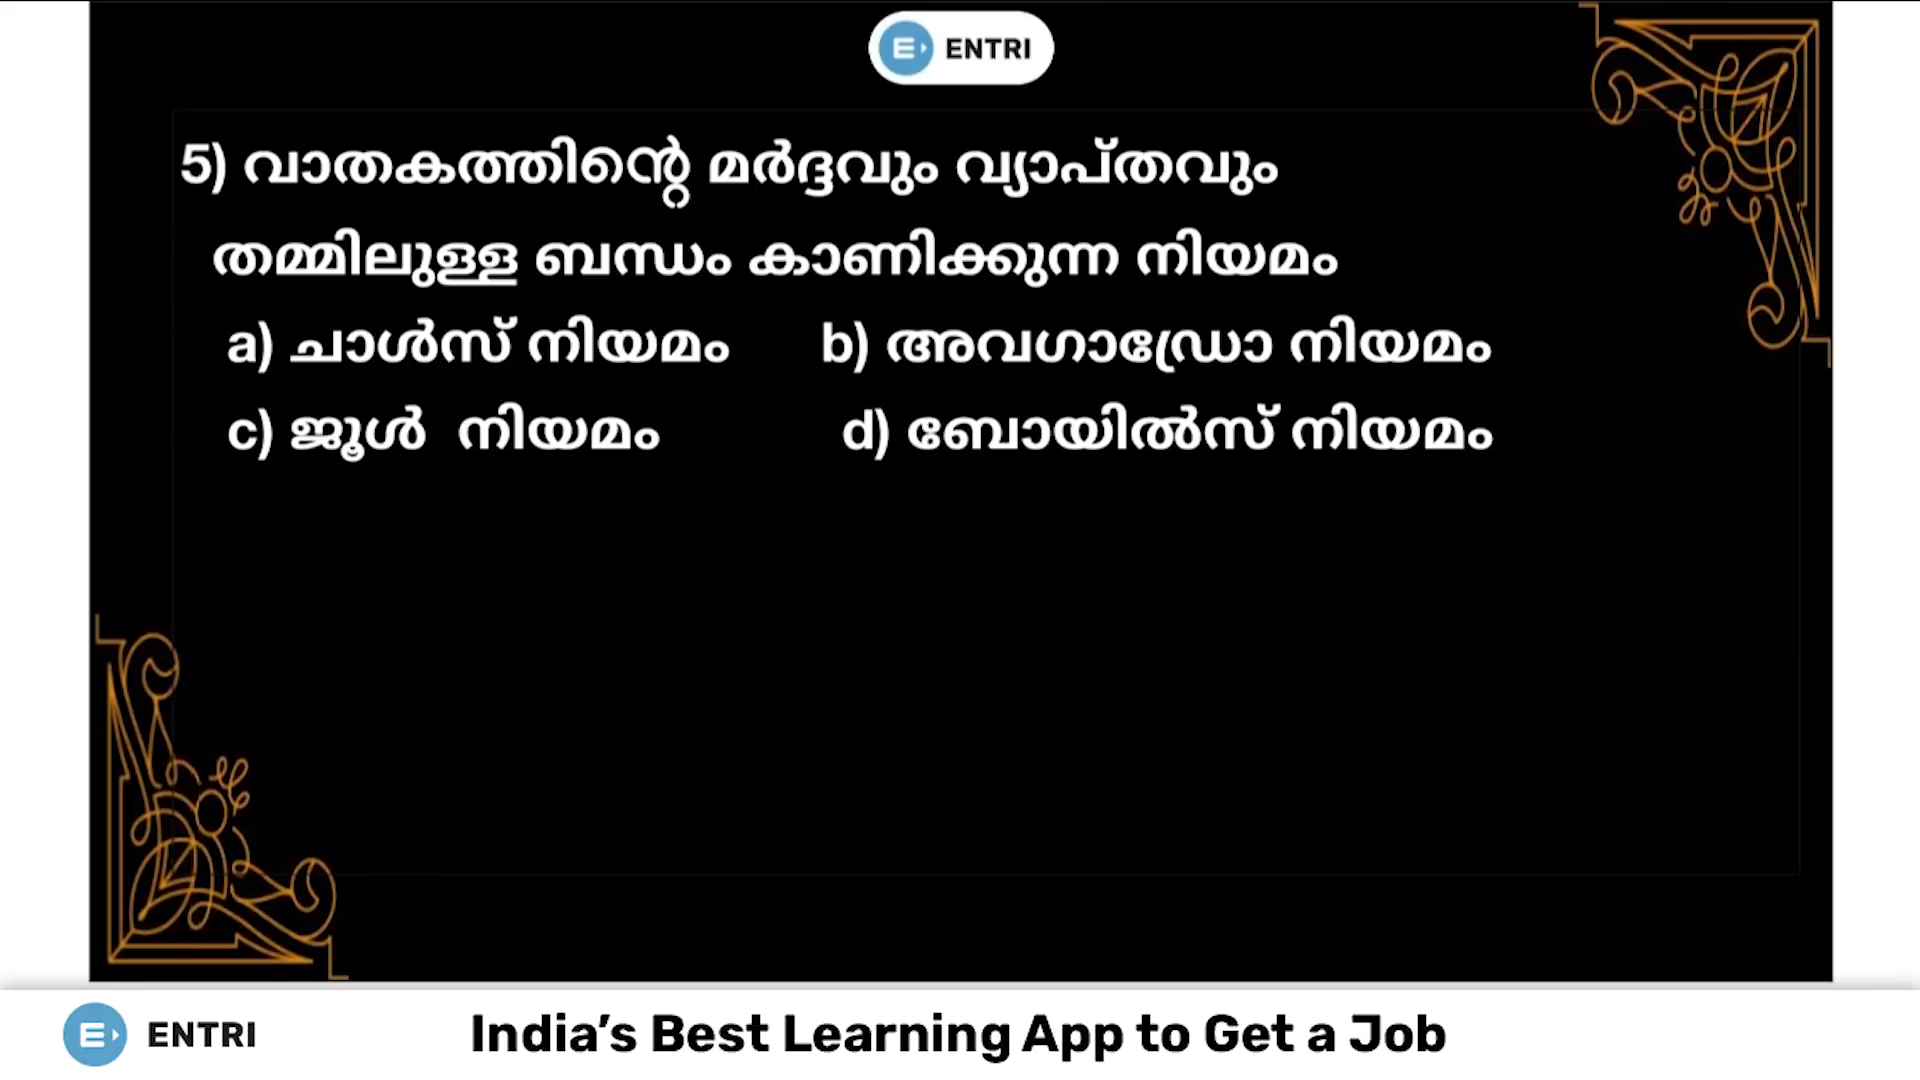 ENTRI
5) വാതകത്തിന്റെ മർദ്ദവും വ്യാപ്തവും
തമ്മിലുള്ള ബന്ധം കാണിക്കുന്ന നിയമം
a) ചാൾസ് നിയമം b) അവഗാഡ്രോ നിയമം
c) ജൂൾ നിയമം d) ബോയിൽസ് നിയമം
ENTRI India's Best Learning App to Get a Job